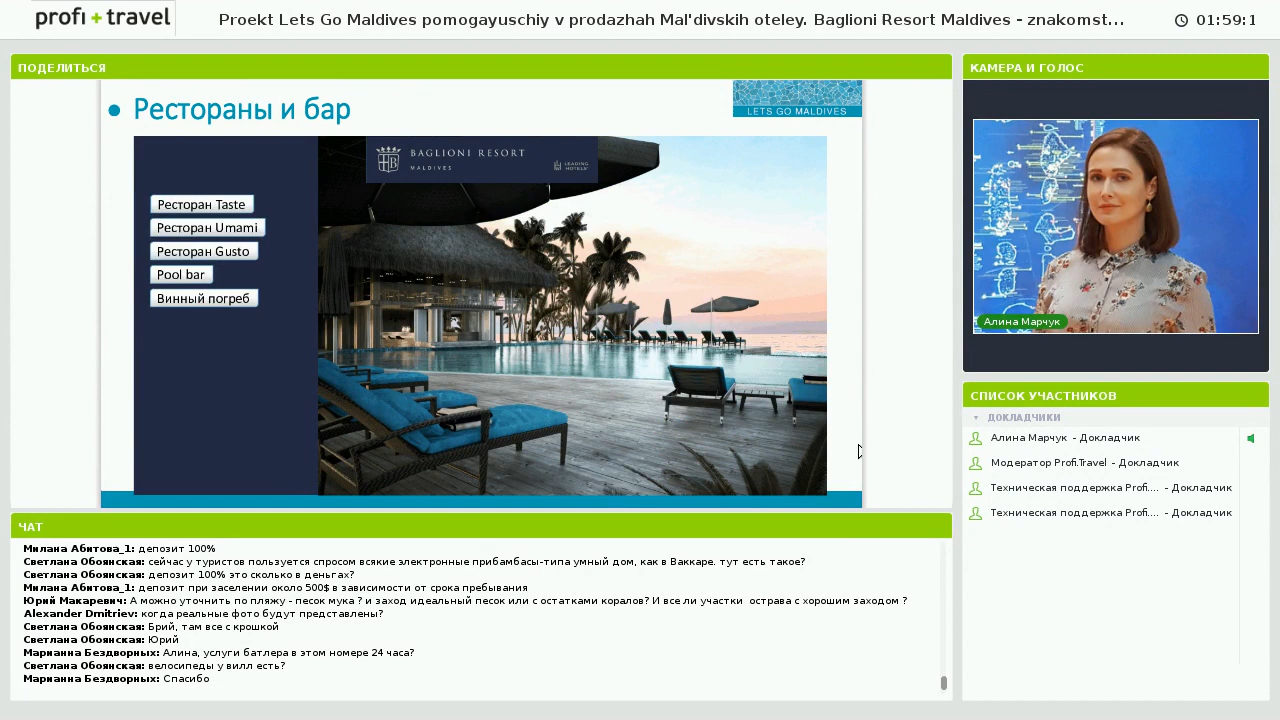 profi + travel
Proekt Lets Go Maldives pomogayuschiy v prodazhah Mal'divskih oteley. Baglioni Resort Maldives - znakomst...
01:59:1
ПОДЕЛИТЬСЯ
• Рестораны и бар
LETS GO MALDIVES
BAGLIONI RESORT
MALDIVES
LEADING
HOTELS
Ресторан Taste
Ресторан Umami
Ресторан Gusto
Pool bar
Винный погреб
КАМЕРА И ГОЛОС
Алина Марчук
СПИСОК УЧАСТНИКОВ
ДОКЛАДЧИКИ
Алина Марчук - Докладчик
Модератор Profi.Travel - Докладчик
Техническая поддержка Profi.... - Докладчик
Техническая поддержка Profi.... - Докладчик
ЧАТ
Милана Абитова_1: депозит 100%
Светлана Обоянская: сейчас у туристов пользуется спросом всякие электронные прибамбасы-типа умный дом, как в Ваккаре. тут есть такое?
Светлана Обоянская: депозит 100% это сколько в деньгах?
Милана Абитова_1: депозит при заселении около 500$ в зависимости от срока пребывания
Юрий Макаревич: А можно уточнить по пляжу - песок мука ? и заход идеальный песок или с остатками коралов? И все ли участки острава с хорошим заходом ?
Alexander Dmitriev: когда реальные фото будут представлены?
Светлана Обоянская: Брий, там все с крошкой
Светлана Обоянская: Юрий
Марианна Бездворных: Алина, услуги батлера в этом номере 24 часа?
Светлана Обоянская: велосипеды у вилл есть?
Марианна Бездворных: Спасибо